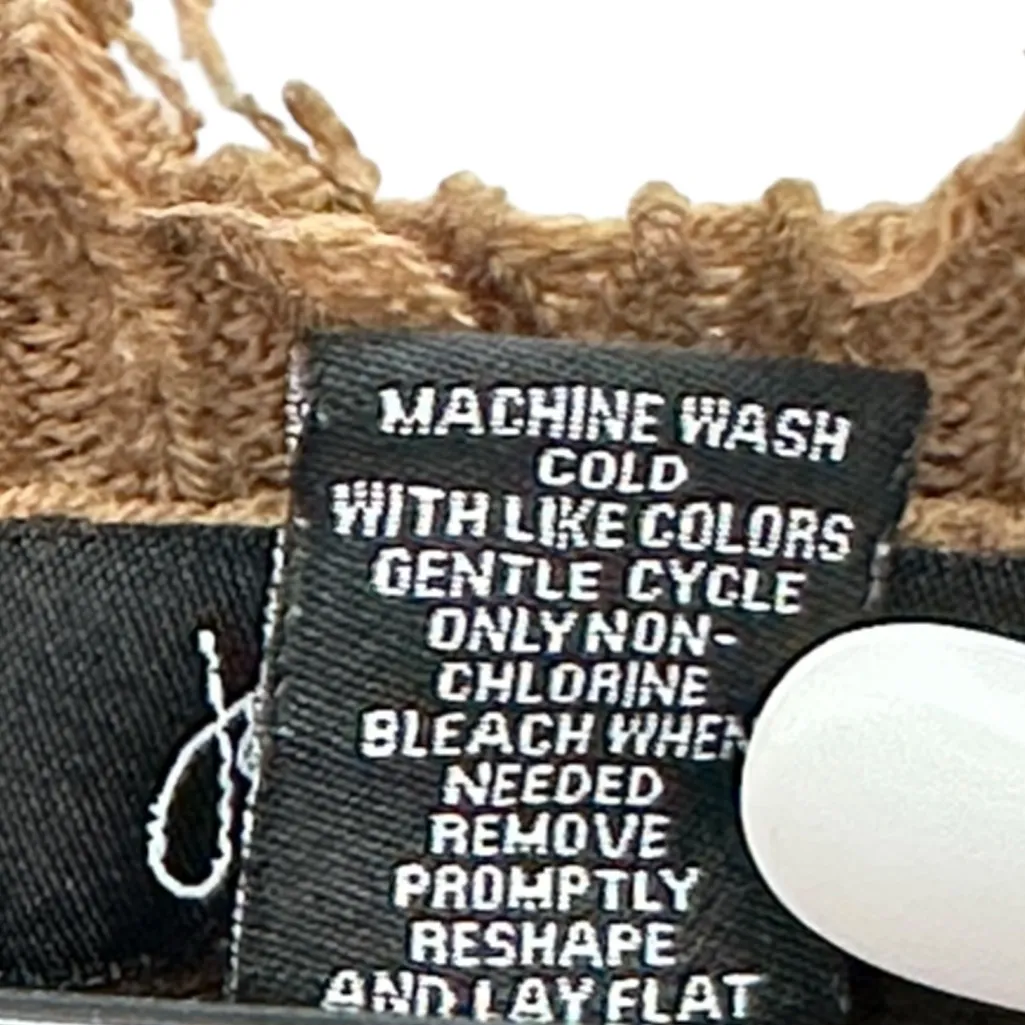 MACHINE WASH
COLD
WITH LIKE COLORS
GENTLE CYCLE
ONLY NON-
CHLORINE
BLEACH WHEN
NEEDED
REMOVE
PROMPTLY
RESHAPE
AND LAY FLAT